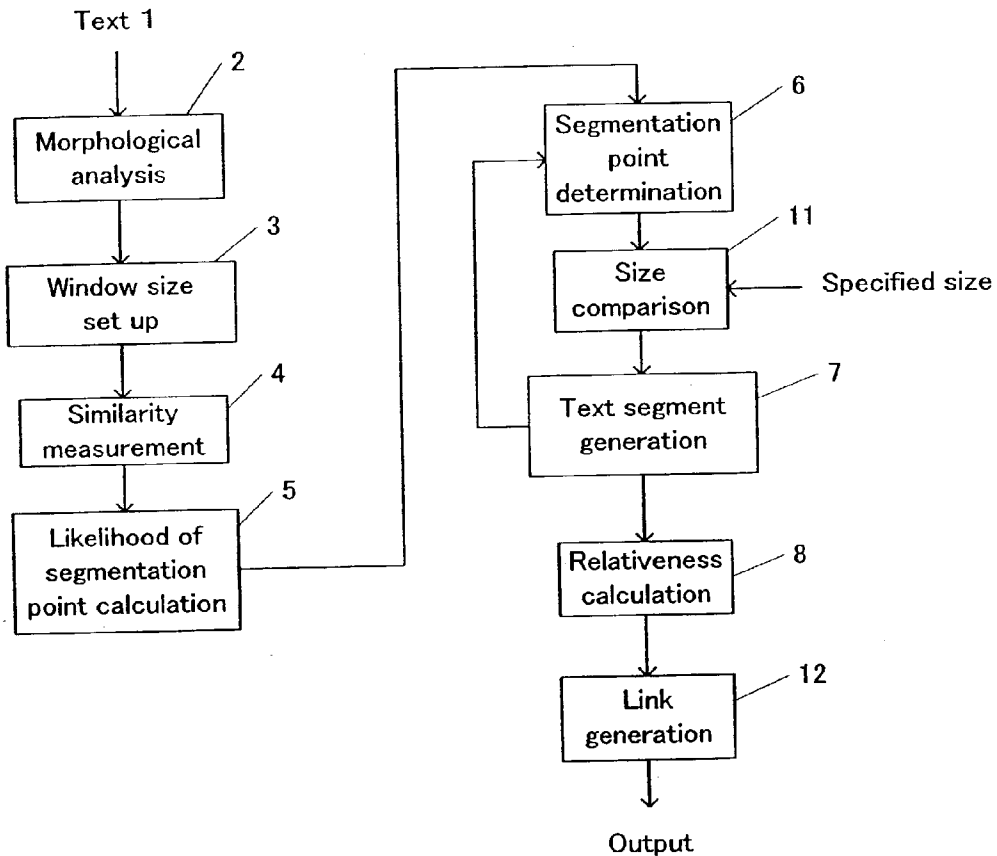 Text 1
2
Morphological
analysis
3
Window size
set up
4
Similarity
measurement
5
Likelihood of
segmentation
point calculation
6
Segmentation
point
determination
11
Size
comparison
Specified size
7
Text segment
generation
8
Relativeness
calculation
12
Link
generation
Output